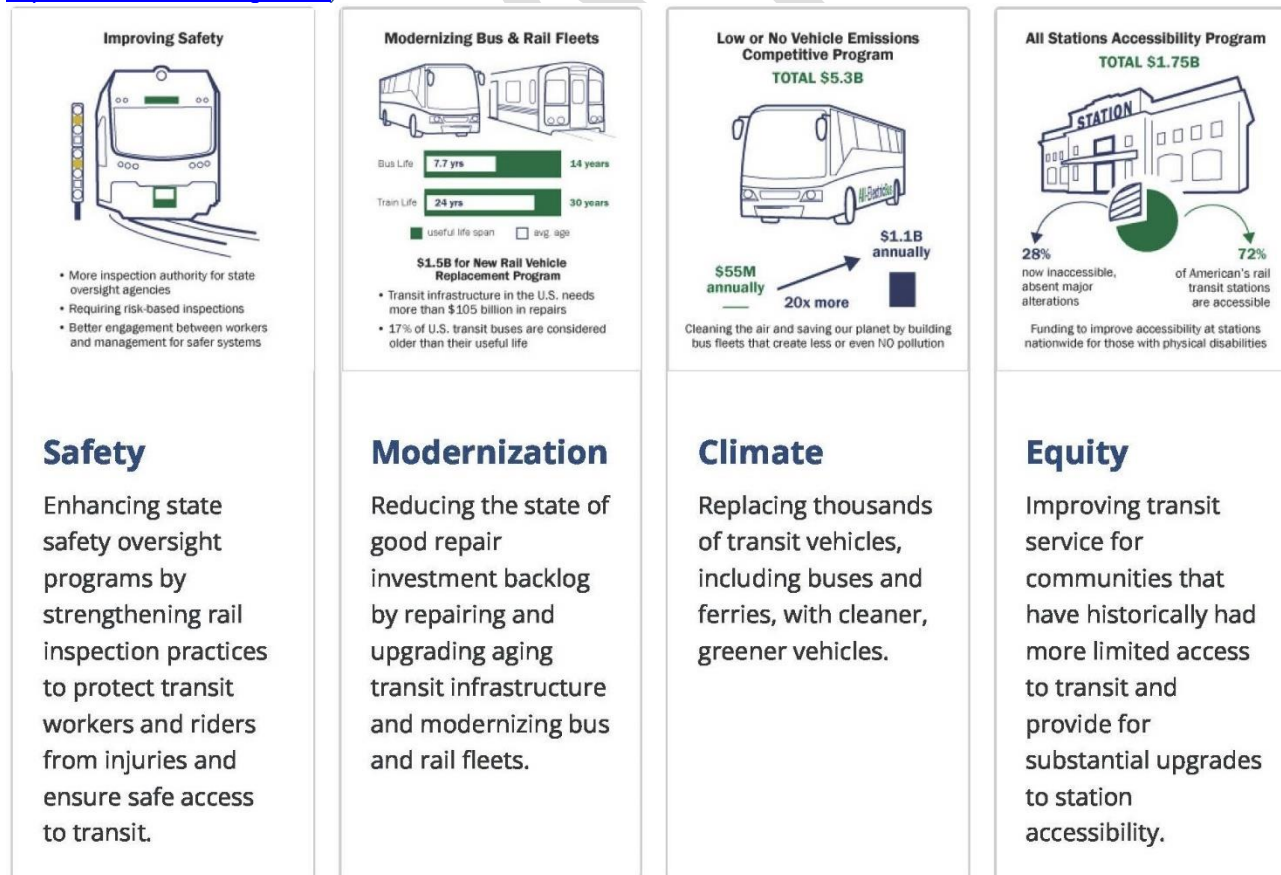 Improving Safety
• More inspection authority for state
oversight agencies
• Requiring risk-based inspections
• Better engagement between workers
and management for safer systems
Safety
Enhancing state
safety oversight
programs by
strengthening rail
inspection practices
to protect transit
workers and riders
from injuries and
ensure safe access
to transit.
Modernizing Bus & Rail Fleets
Bus Life 7.7 yrs 14 years
Train Life 24 yrs 30 years
useful life span avg. age
$1.5B for New Rail Vehicle
Replacement Program
• Transit infrastructure in the U.S. needs
more than $105 billion in repairs
• 17% of U.S. transit buses are considered
older than their useful life
Modernization
Reducing the state of
good repair
investment backlog
by repairing and
upgrading aging
transit infrastructure
and modernizing bus
and rail fleets.
Low or No Vehicle Emissions
Competitive Program
TOTAL $5.3B
All-ElectricBus
$55M
annually
20x more
$1.1B
annually
Cleaning the air and saving our planet by building
bus fleets that create less or even NO pollution
Climate
Replacing thousands
of transit vehicles,
including buses and
ferries, with cleaner,
greener vehicles.
All Stations Accessibility Program
TOTAL $1.75B
STATION
28%
now inaccessible,
absent major
alterations
72%
of American's rail
transit stations
are accessible
Funding to improve accessibility at stations
nationwide for those with physical disabilities
Equity
Improving transit
service for
communities that
have historically had
more limited access
to transit and
provide for
substantial upgrades
to station
accessibility.